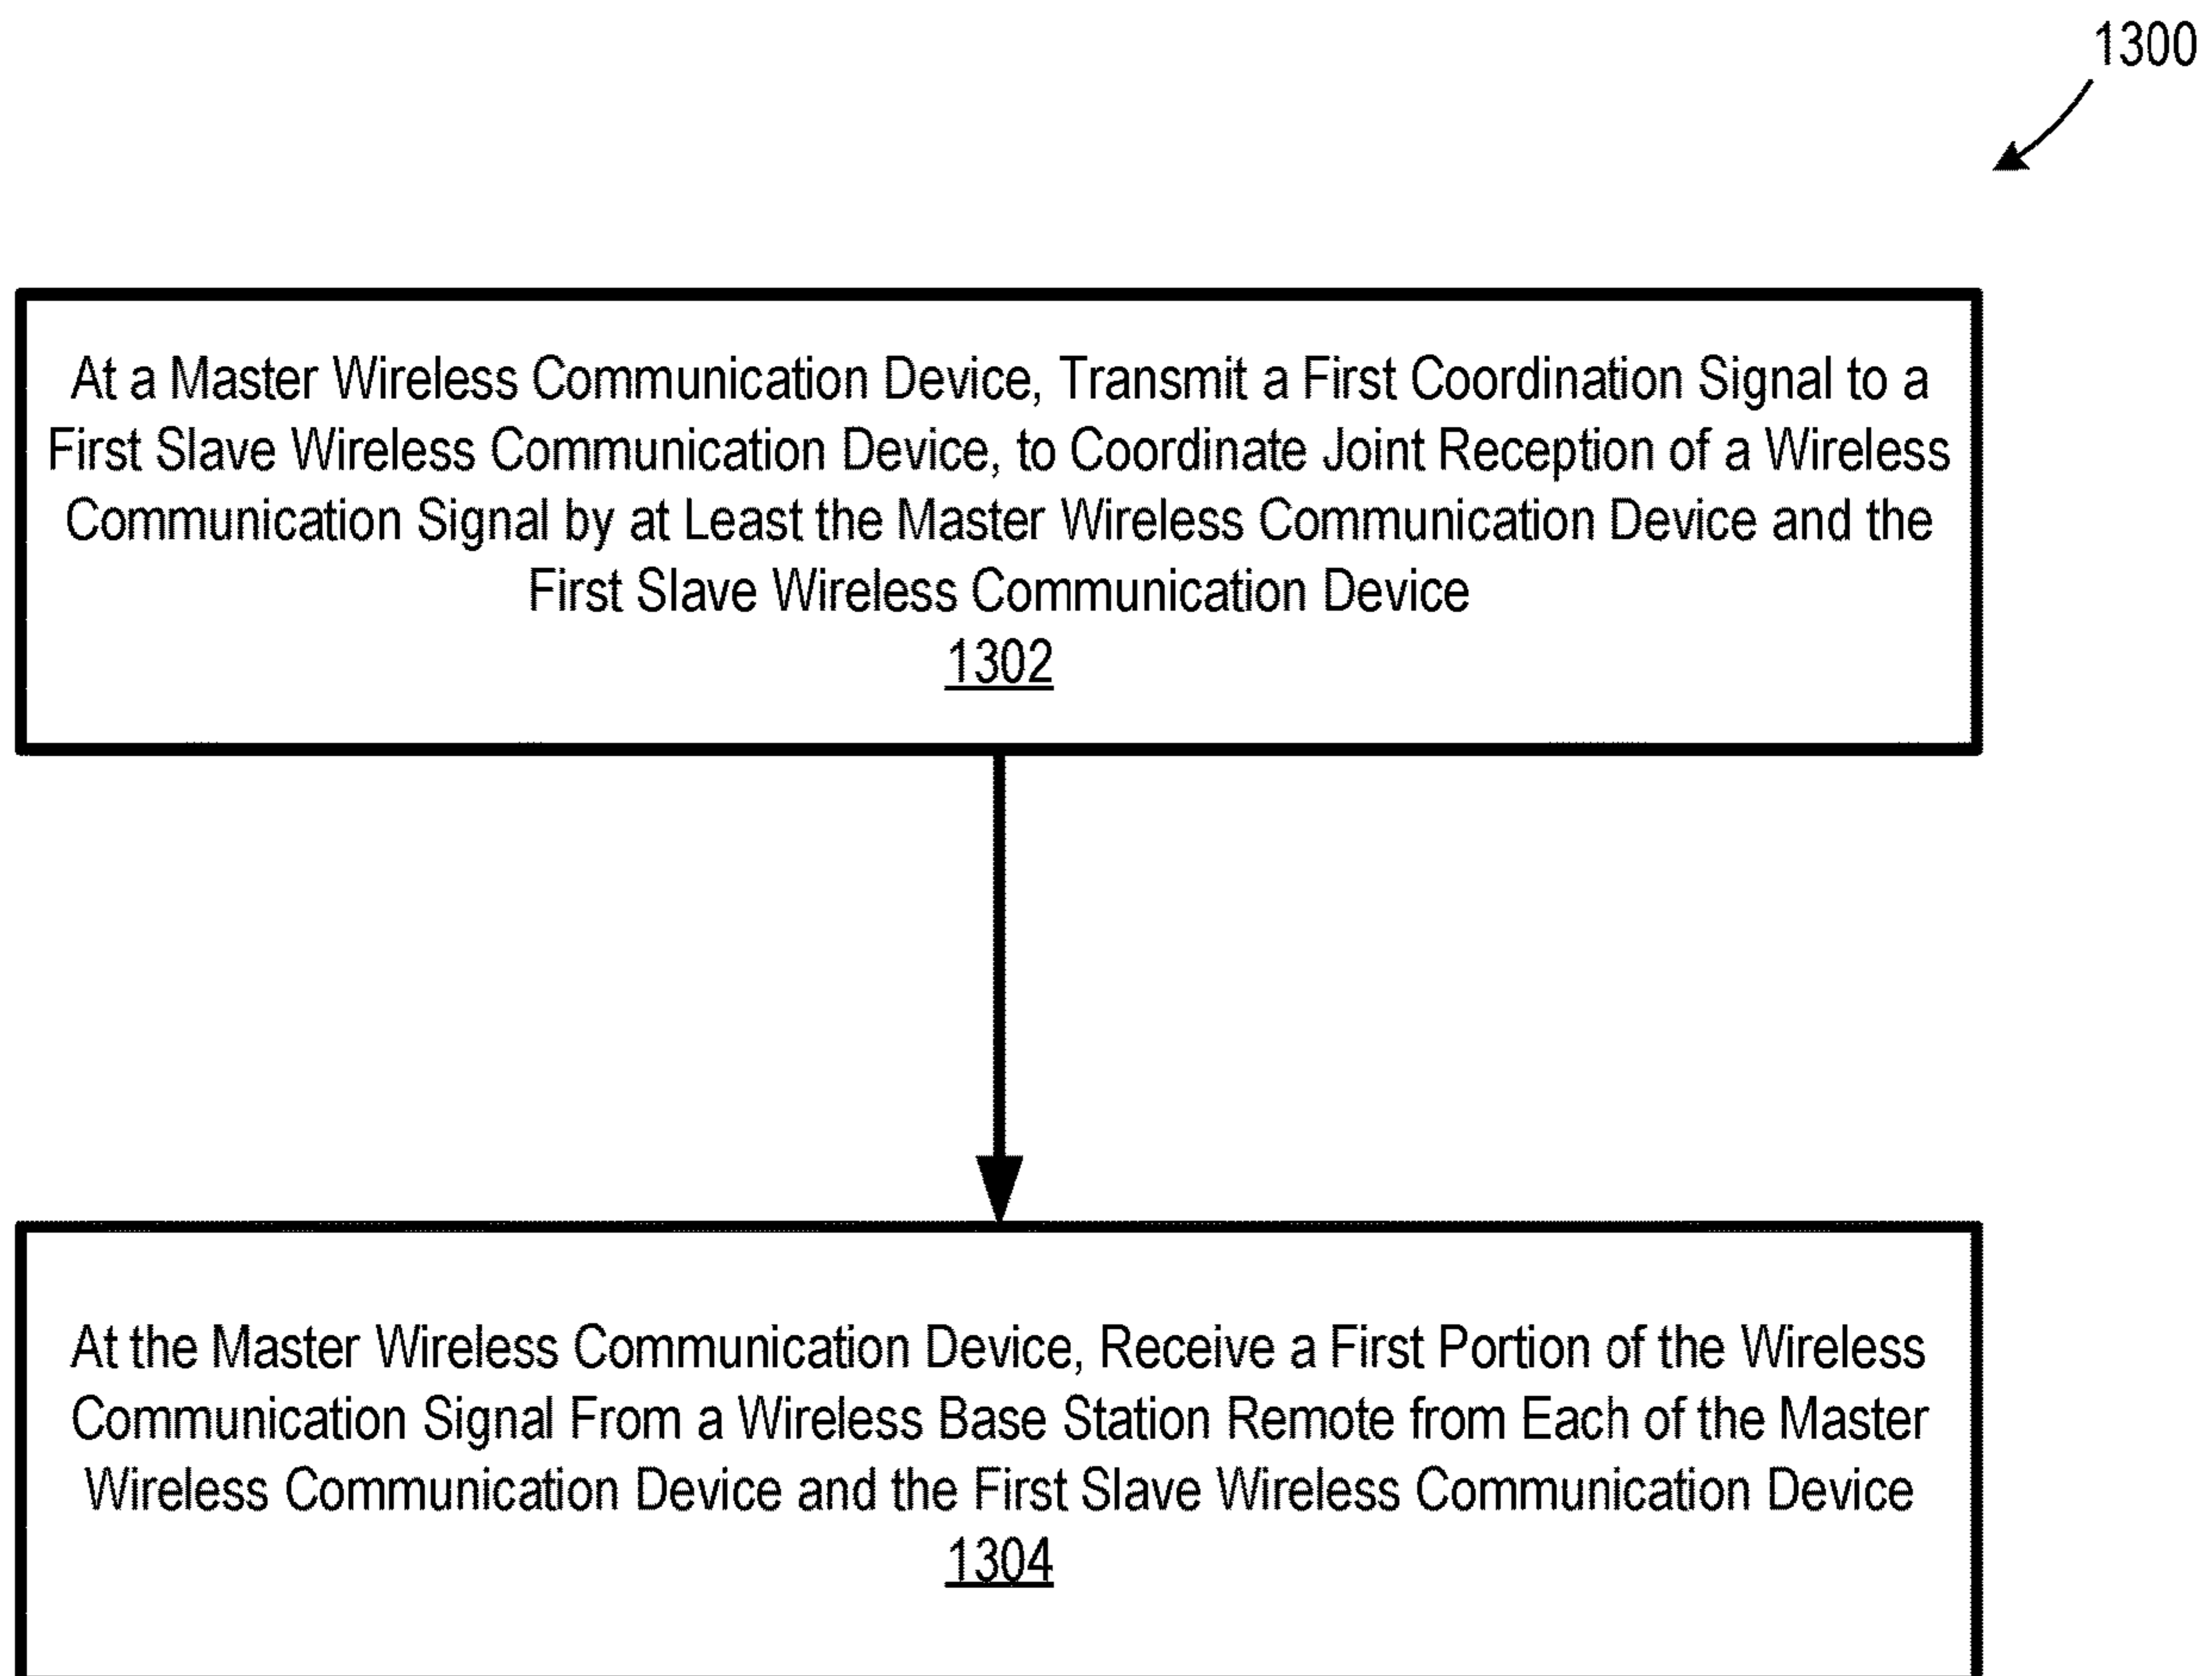 1300
At a Master Wireless Communication Device, Transmit a First Coordination Signal to a
First Slave Wireless Communication Device, to Coordinate Joint Reception of a Wireless
Communication Signal by at Least the Master Wireless Communication Device and the
First Slave Wireless Communication Device
1302
At the Master Wireless Communication Device, Receive a First Portion of the Wireless
Communication Signal From a Wireless Base Station Remote from Each of the Master
Wireless Communication Device and the First Slave Wireless Communication Device
1304